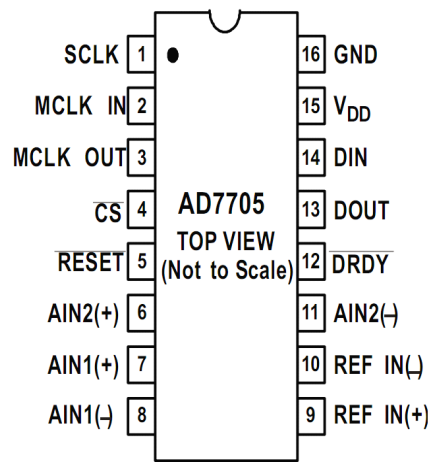 SCLK 1 16 GND
MCLK IN 2 15 VDD
MCLK OUT 3 14 DIN
CS 4 AD7705 13 DOUT
TOP VIEW
RESET 5 (Not to Scale) 12 DRDY
AIN2(+) 6 11 AIN2(–)
AIN1(+) 7 10 REF IN(–)
AIN1(–) 8 9 REF IN(+)